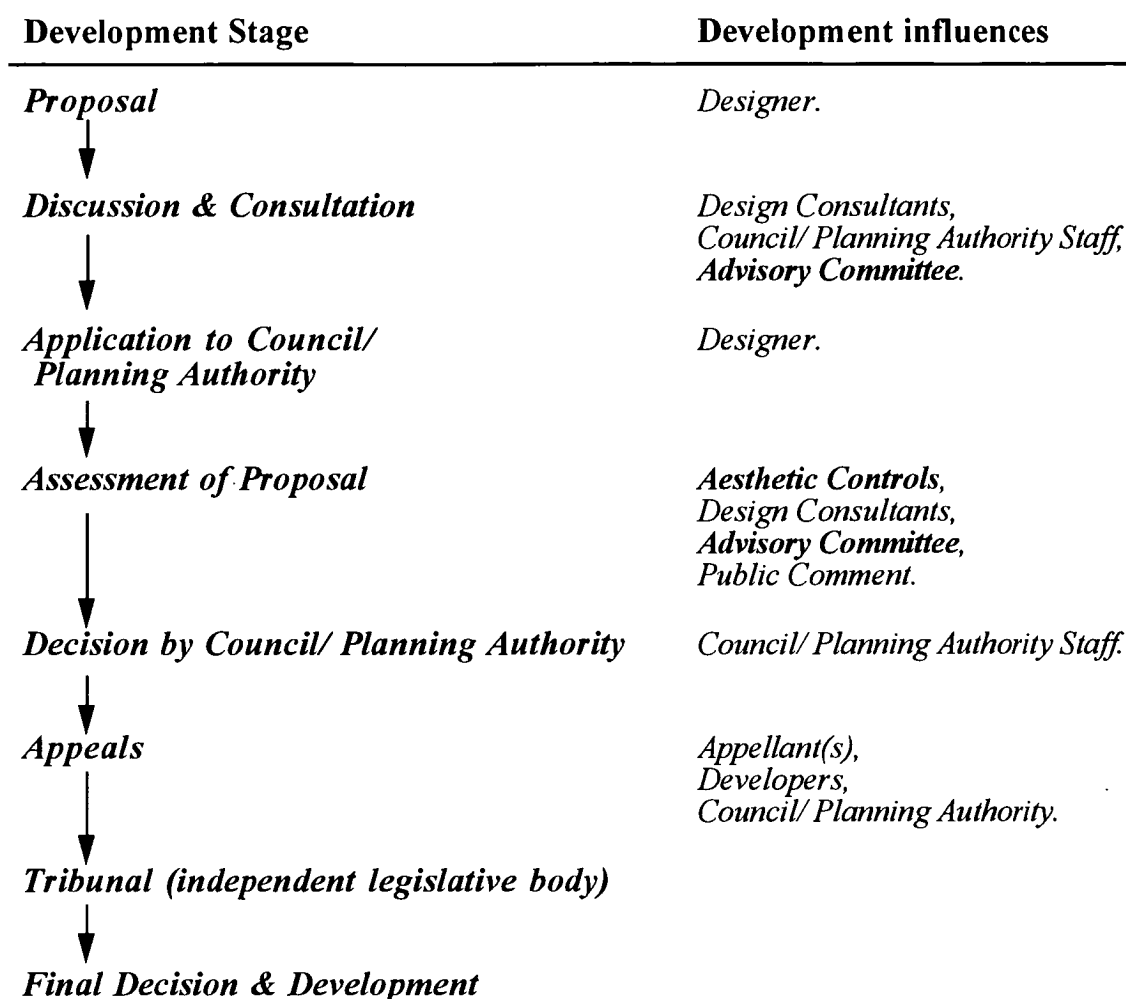 Development Stage Development influences
Proposal Designer.
Discussion & Consultation Design Consultants,
Council/ Planning Authority Staff,
Advisory Committee.
Application to Council/ Designer.
Planning Authority
Assessment of Proposal Aesthetic Controls,
Design Consultants,
Advisory Committee,
Public Comment.
Decision by Council/ Planning Authority Council/ Planning Authority Staff.
Appeals Appellant(s),
Developers,
Council/ Planning Authority.
Tribunal (independent legislative body)
Final Decision & Development